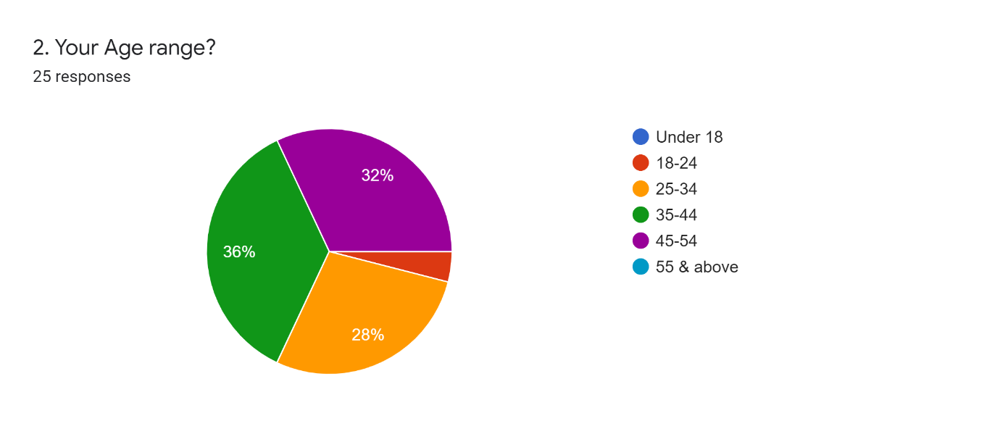 2. Your Age range?
25 responses
32%
36%
28%
Under 18
18-24
25-34
35-44
45-54
55 & above